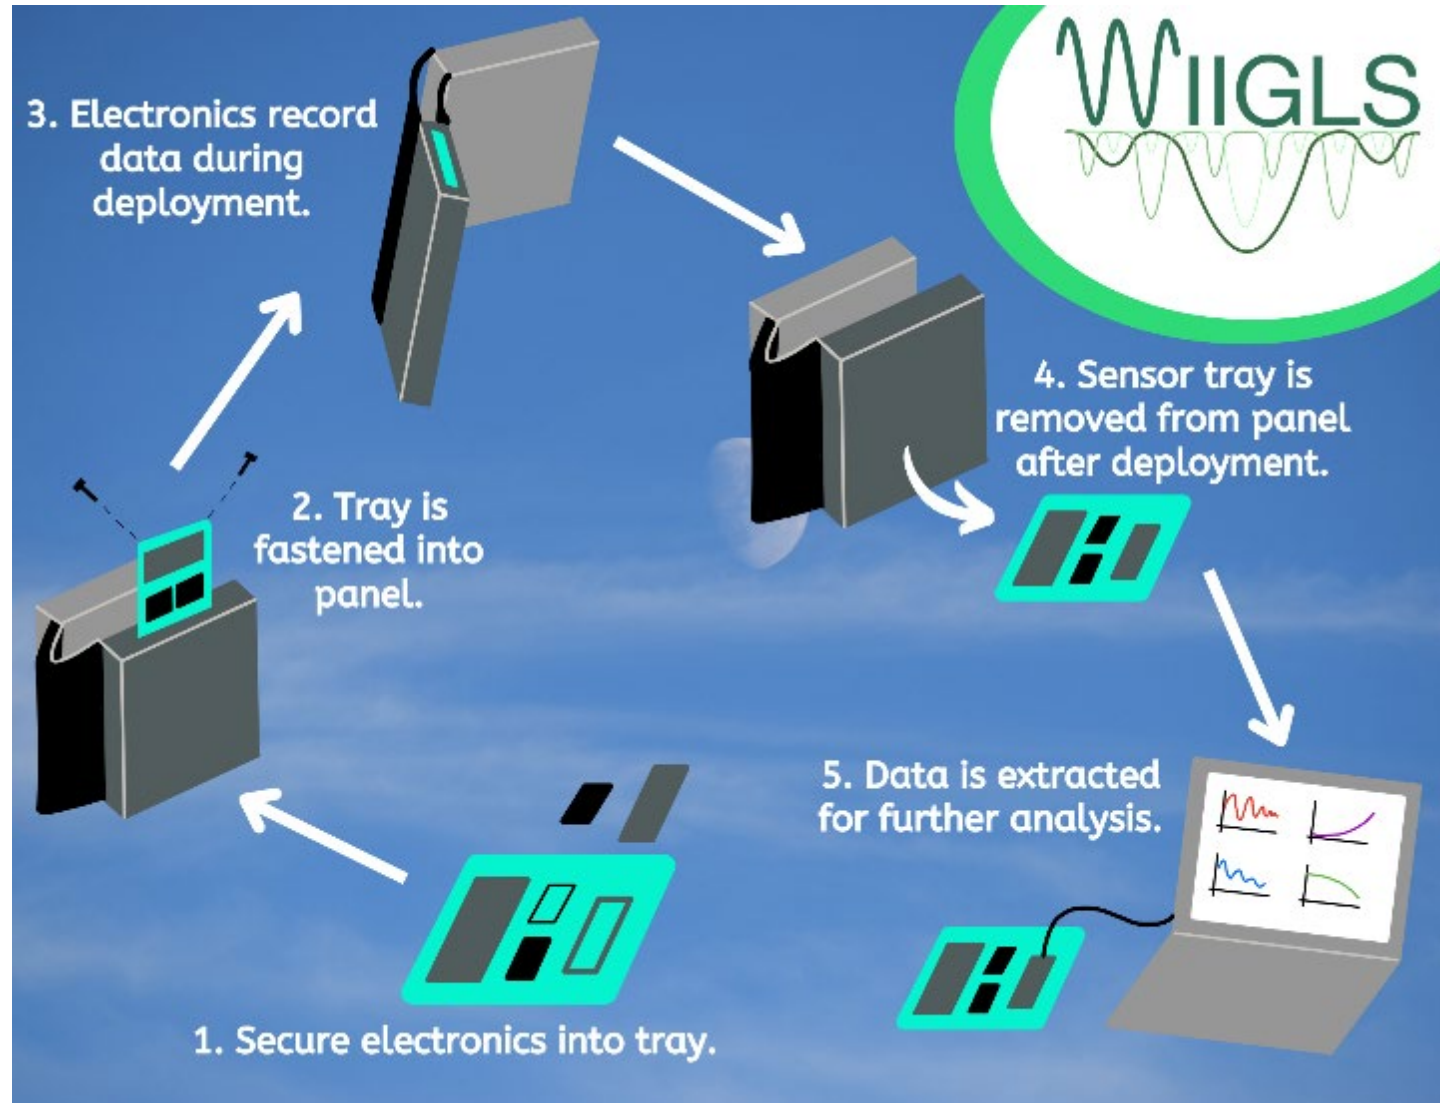 WIIGLS
3. Electronics record
data during
deployment.
4. Sensor tray is
removed from panel
after deployment.
2. Tray is
fastened into
panel.
5. Data is extracted
for further analysis.
1. Secure electronics into tray.